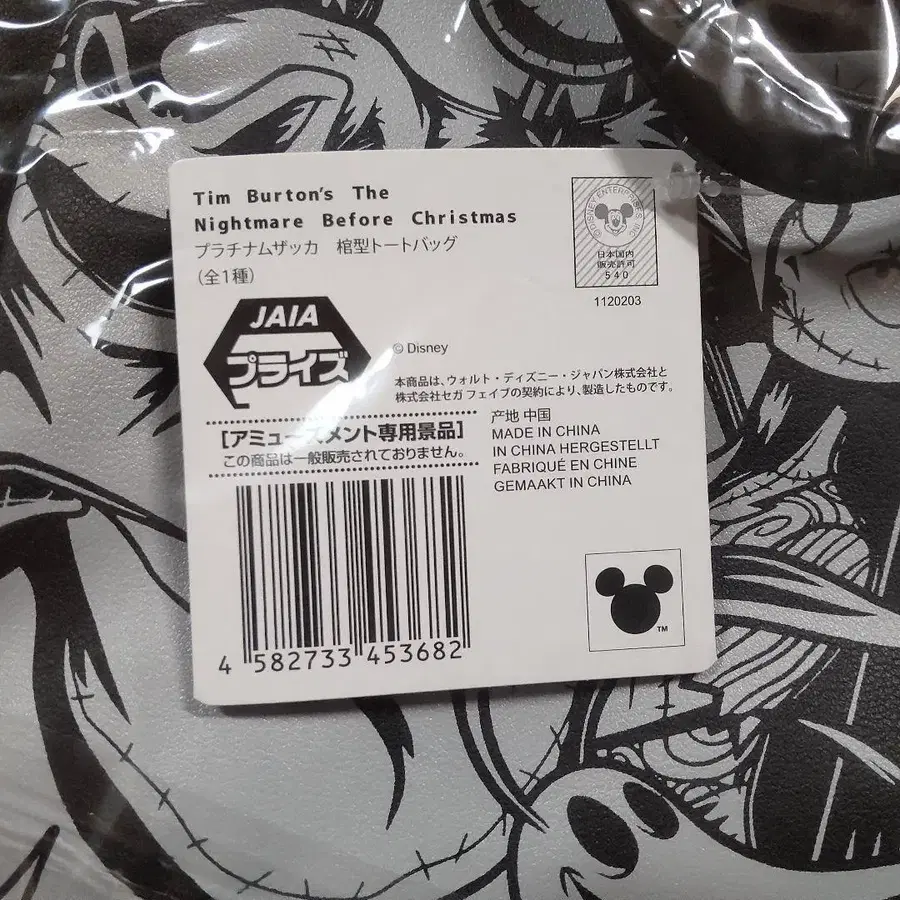 Tim Burton's The
Nightmare Before Christmas
プラチナムザッカ 棺型トートバッグ
(全1種)
©DISNEY ENTERPRISES, INC.
日本国内
販売許可
540
1120203
JAIA
プライズ
© Disney
本商品は、ウォルト・ディズニー・ジャパン株式会社と
株式会社セガ フェイブの契約により、製造したものです。
[アミューズメント専用景品]
この商品は一般販売されておりません。
产地 中国
MADE IN CHINA
IN CHINA HERGESTELLT
FABRIQUÉ EN CHINE
GEMAAKT IN CHINA
4 582733 453682
TM